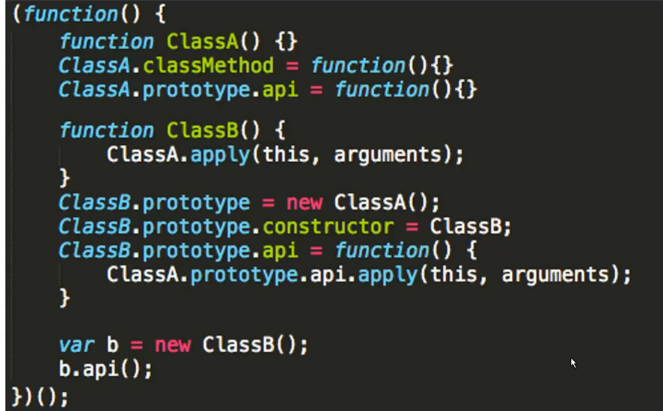 (function() {
    function ClassA() {}
    ClassA.classMethod = function(){}
    ClassA.prototype.api = function(){}
    function ClassB() {
        ClassA.apply(this, arguments);
    }
    ClassB.prototype = new ClassA();
    ClassB.prototype.constructor = ClassB;
    ClassB.prototype.api = function() {
        ClassA.prototype.api.apply(this, arguments);
    }
    var b = new ClassB();
    b.api();
})();